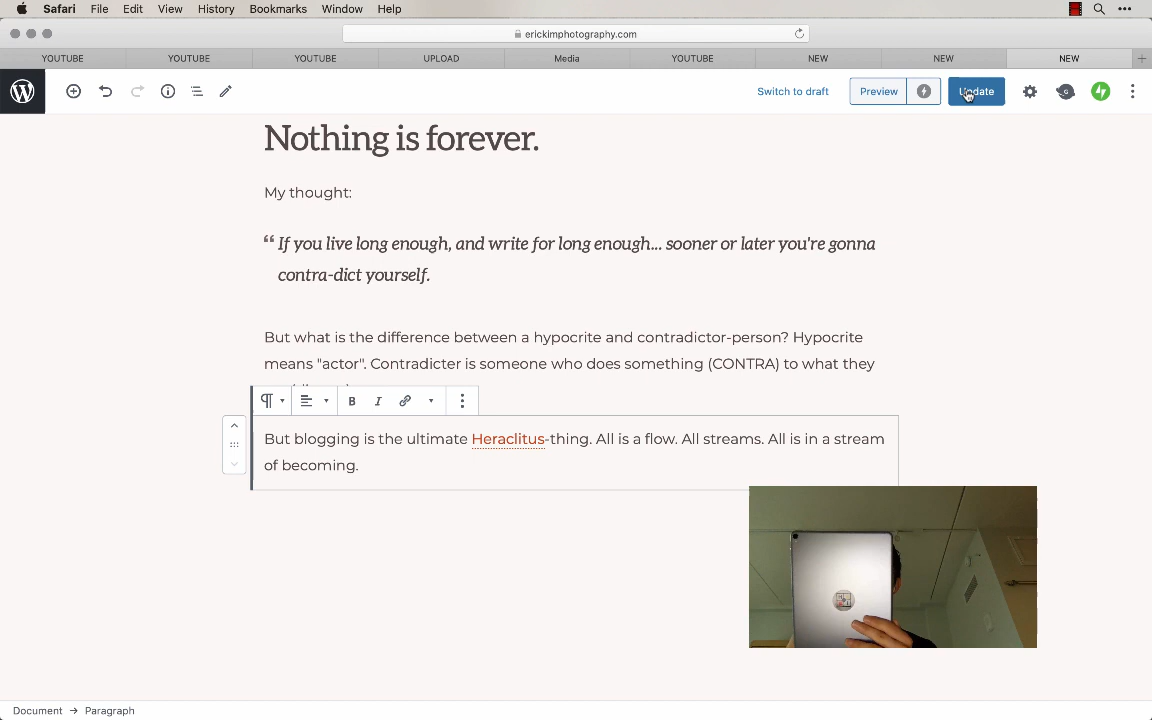 Safari File Edit View History Bookmarks Window Help
erickimphotography.com
YOUTUBE YOUTUBE YOUTUBE UPLOAD Media YOUTUBE NEW NEW NEW
Switch to draft Preview Update
Nothing is forever.
My thought:
“ If you live long enough, and write for long enough... sooner or later you're gonna
contra-dict yourself.
But what is the difference between a hypocrite and contradictor-person? Hypocrite
means "actor". Contradicter is someone who does something (CONTRA) to what they
B I
But blogging is the ultimate Heraclitus-thing. All is a flow. All streams. All is in a stream
of becoming.
Document → Paragraph